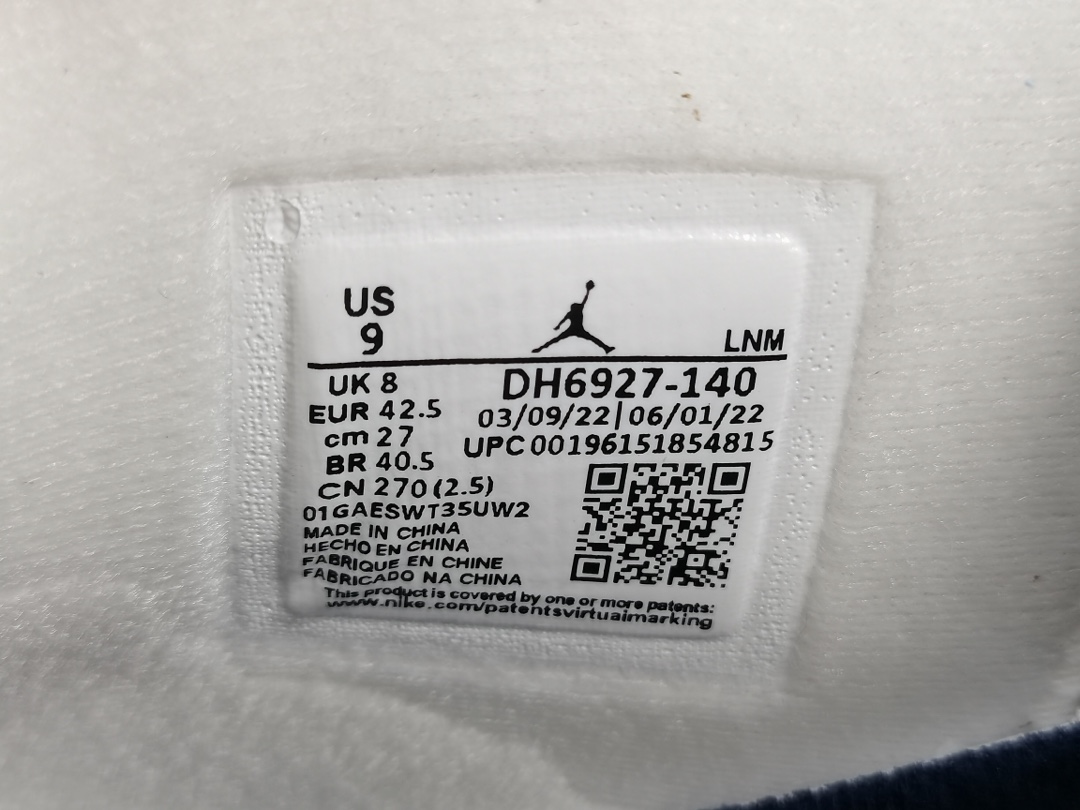 US
9
LNM
UK 8
DH6927-140
EUR 42.5
03/09/22|06/01/22
cm 27
UPC 00196151854815
BR 40.5
CN 270 (2.5)
01GAESWT35UW2
MADE IN CHINA
HECHO EN CHINA
FABRIQUE EN CHINE
FABRICADO NA CHINA
This product is covered by one or more patents:
www.nike.com/patentsvirtualmarking